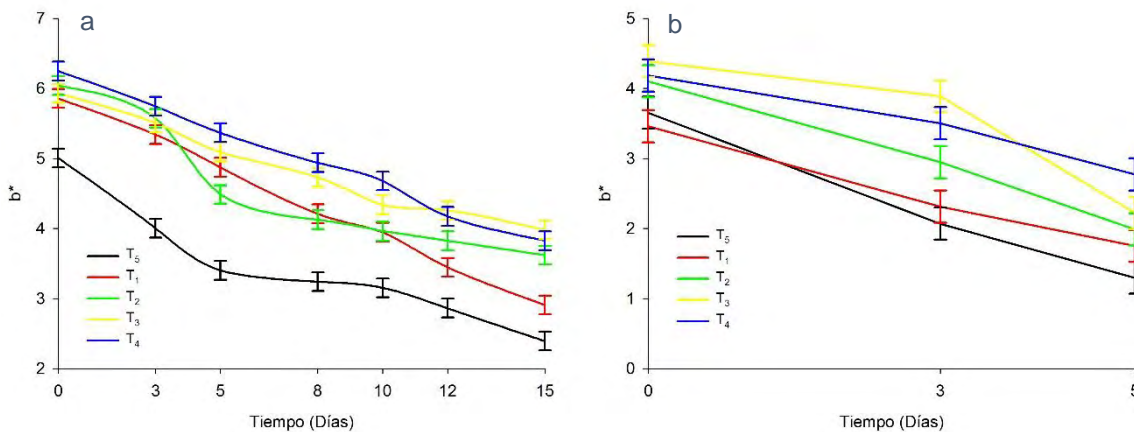 a
7
6
5
4
3
2
b*
T5
T1
T2
T3
T4
0 3 5 8 10 12 15
Tiempo (Días)
b
5
4
3
2
1
0
b*
T5
T1
T2
T3
T4
0 3 5
Tiempo (Días)